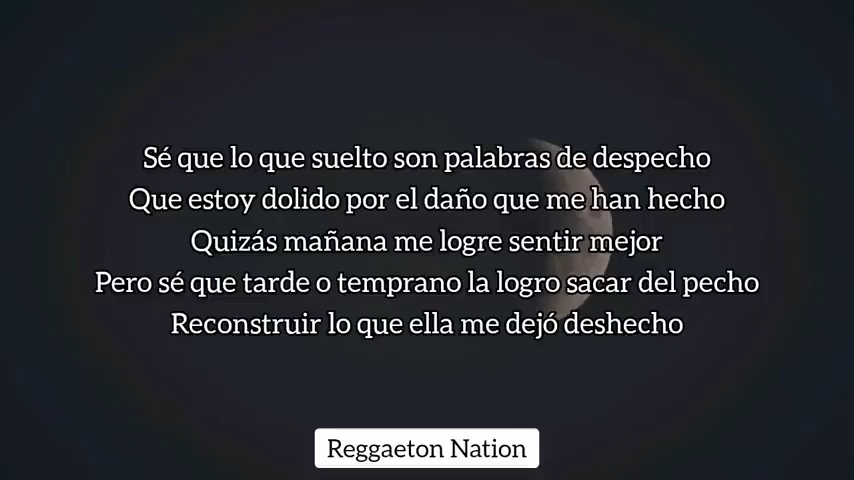 Sé que lo que suelto son palabras de despecho
Que estoy dolido por el daño que me han hecho
Quizás mañana me logre sentir mejor
Pero sé que tarde o temprano la logro sacar del pecho
Reconstruir lo que ella me dejó deshecho
Reggaeton Nation